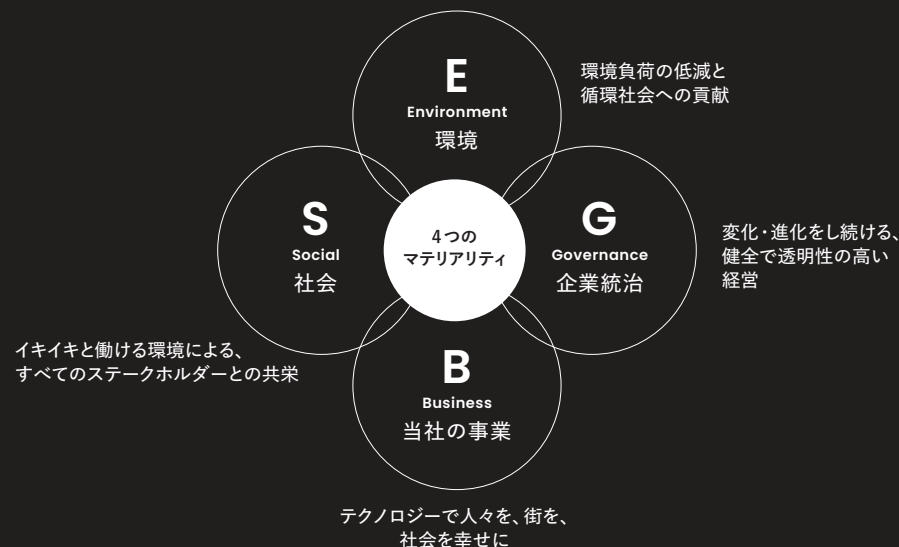 E
Environment
環境
環境負荷の低減と
循環社会への貢献
S
Social
社会
イキイキと働ける環境による、
すべてのステークホルダーとの共栄
4つの
マテリアリティ
G
Governance
企業統治
変化・進化をし続ける、
健全で透明性の高い
経営
B
Business
当社の事業
テクノロジーで人々を、街を、
社会を幸せに